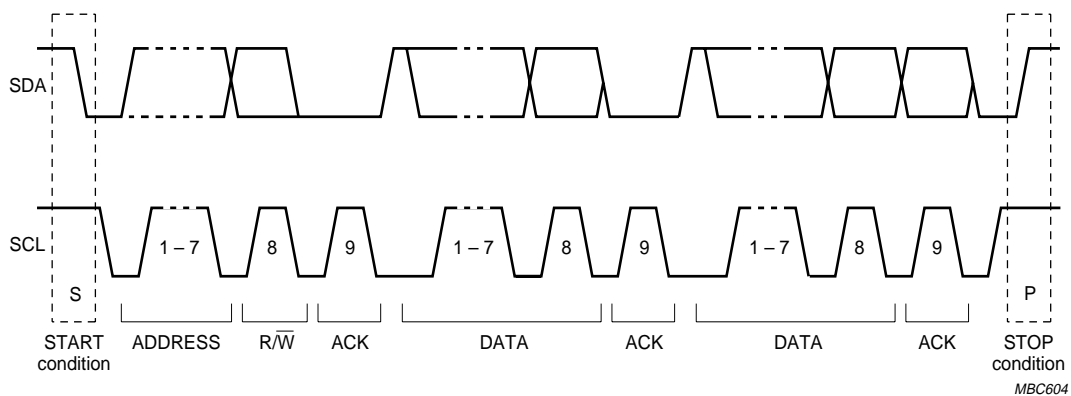 SDA
SCL
1 – 7 8 9 1 – 7 8 9 1 – 7 8 9
S P
START condition ADDRESS R/W̅ ACK DATA ACK DATA ACK STOP condition
MBC604